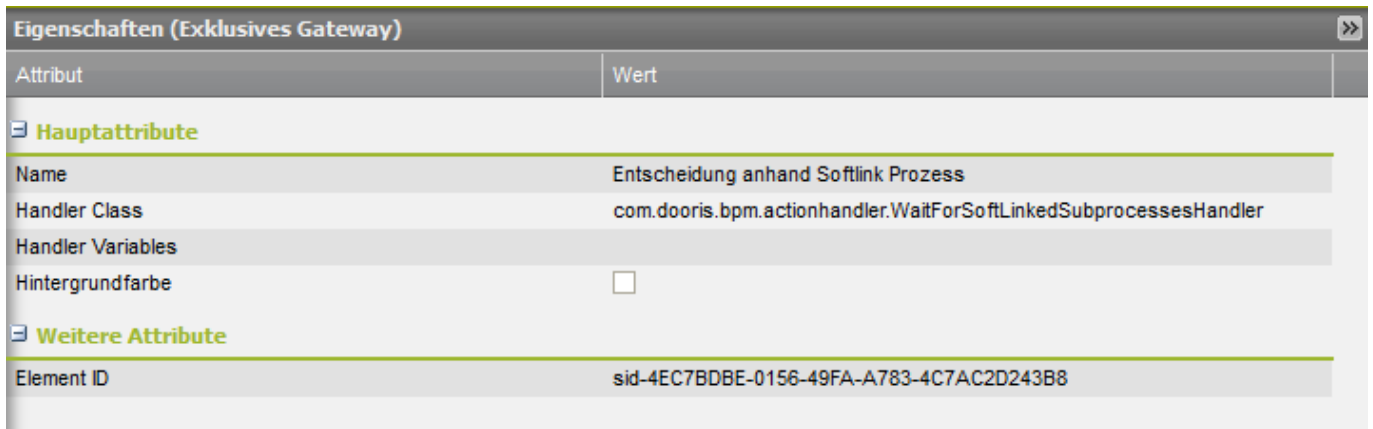 Eigenschaften (Exklusives Gateway)
Attribut Wert
Hauptattribute
Name Entscheidung anhand Softlink Prozess
Handler Class com.dooris.bpm.actionhandler.WaitForSoftLinkedSubprocessesHandler
Handler Variables
Hintergrundfarbe
Weitere Attribute
Element ID sid-4EC7BDBE-0156-49FA-A783-4C7AC2D243B8